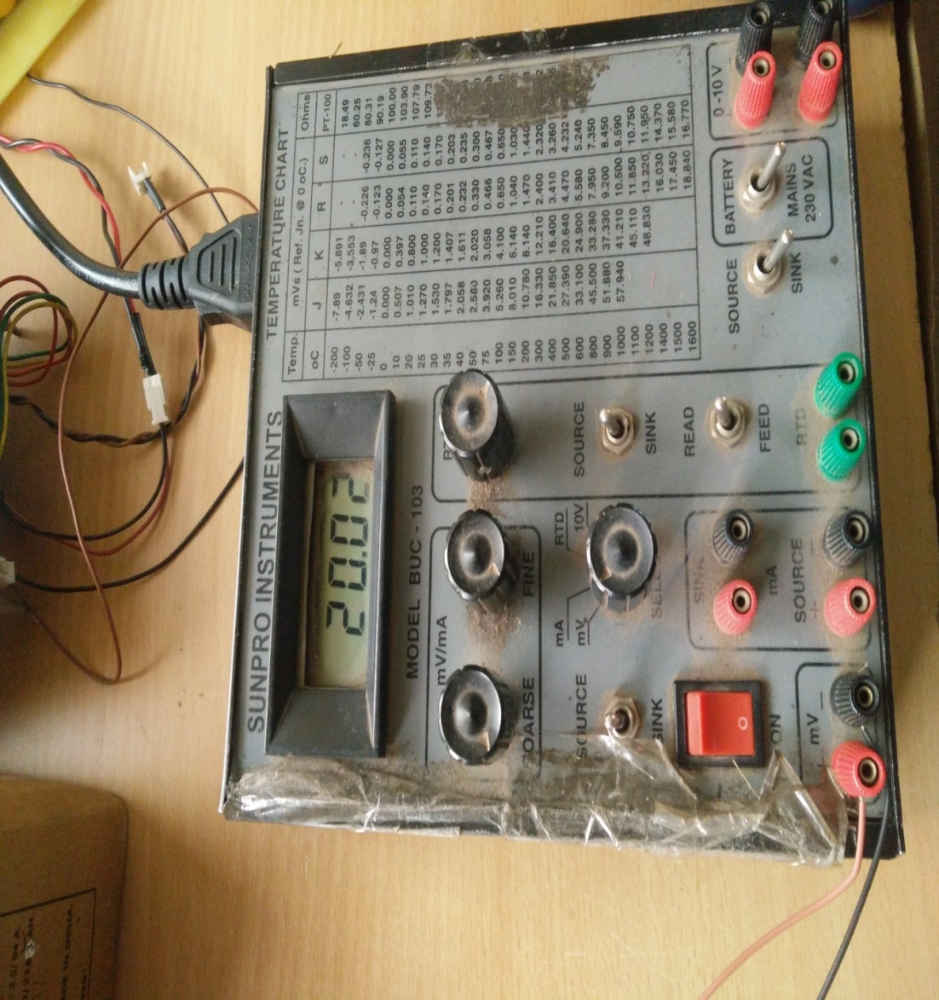 SUNPRO INSTRUMENTS
20.02
MODEL BUC - 103
mV/mA
COARSE
FINE
SOURCE
SINK
mA
mV
RTD
10V
SOURCE
SINK
READ
FEED
RTD
ON
mV
+ −
SINK
mA
SOURCE
+ −
TEMPERATURE CHART
Temp. mVs ( Ref. Jn. @ 0 oC.) Ohms
oC J K R S PT-100
-200 -7.89 -5.891 - - 18.49
-100 -4.632 -3.553 - - 60.25
-50 -2.431 -1.89 -0.226 -0.236 80.31
-25 -1.24 -0.97 -0.123 -0.127 90.19
0 0.000 0.000 0.000 0.000 100.00
10 0.507 0.397 0.054 0.055 103.90
20 1.010 0.800 0.110 0.110 107.79
25 1.270 1.000 0.140 0.140 109.73
30 1.530 1.200 0.170 0.170
35 1.797 1.407 0.201 0.203
40 2.058 1.611 0.232 0.235
50 2.580 2.020 0.330 0.300
75 3.920 3.058 0.466 0.467
100 5.260 4.100 0.650 0.650
150 8.010 6.140 1.040 1.030
200 10.780 8.140 1.470 1.440
300 16.330 12.210 2.400 2.320
400 21.850 16.400 3.410 3.260
500 27.390 20.640 4.470 4.232
600 33.100 24.900 5.580 5.240
800 45.500 33.280 7.950 7.350
900 51.880 37.330 9.200 8.450
1000 57.940 41.210 10.500 9.590
1100 45.110 11.850 10.750
1200 48.830 13.220 11.950
1400 16.030 14.370
1500 17.450 15.580
1600 18.840 16.770
SOURCE
SINK
BATTERY
MAINS
230 VAC
0 -10 V